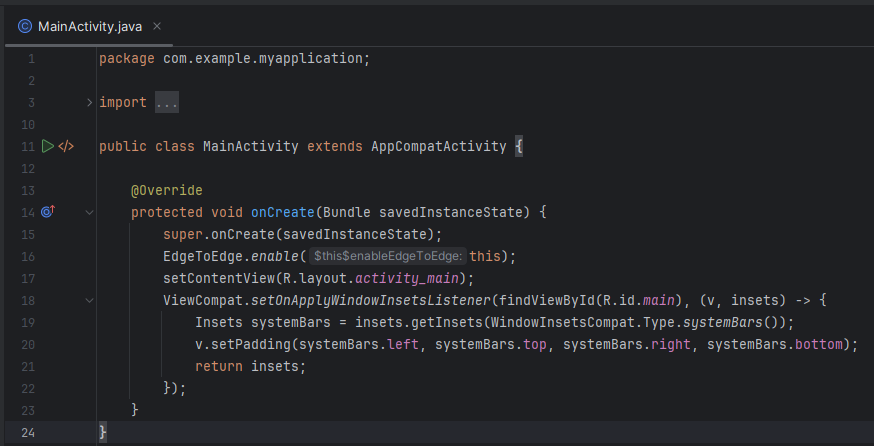 MainActivity.java
1 package com.example.myapplication;
2
3 import ...
10
11 public class MainActivity extends AppCompatActivity {
12
13     @Override
14     protected void onCreate(Bundle savedInstanceState) {
15         super.onCreate(savedInstanceState);
16         EdgeToEdge.enable( $this$enableEdgeToEdge: this);
17         setContentView(R.layout.activity_main);
18         ViewCompat.setOnApplyWindowInsetsListener(findViewById(R.id.main), (v, insets) -> {
19             Insets systemBars = insets.getInsets(WindowInsetsCompat.Type.systemBars());
20             v.setPadding(systemBars.left, systemBars.top, systemBars.right, systemBars.bottom);
21             return insets;
22         });
23     }
24 }